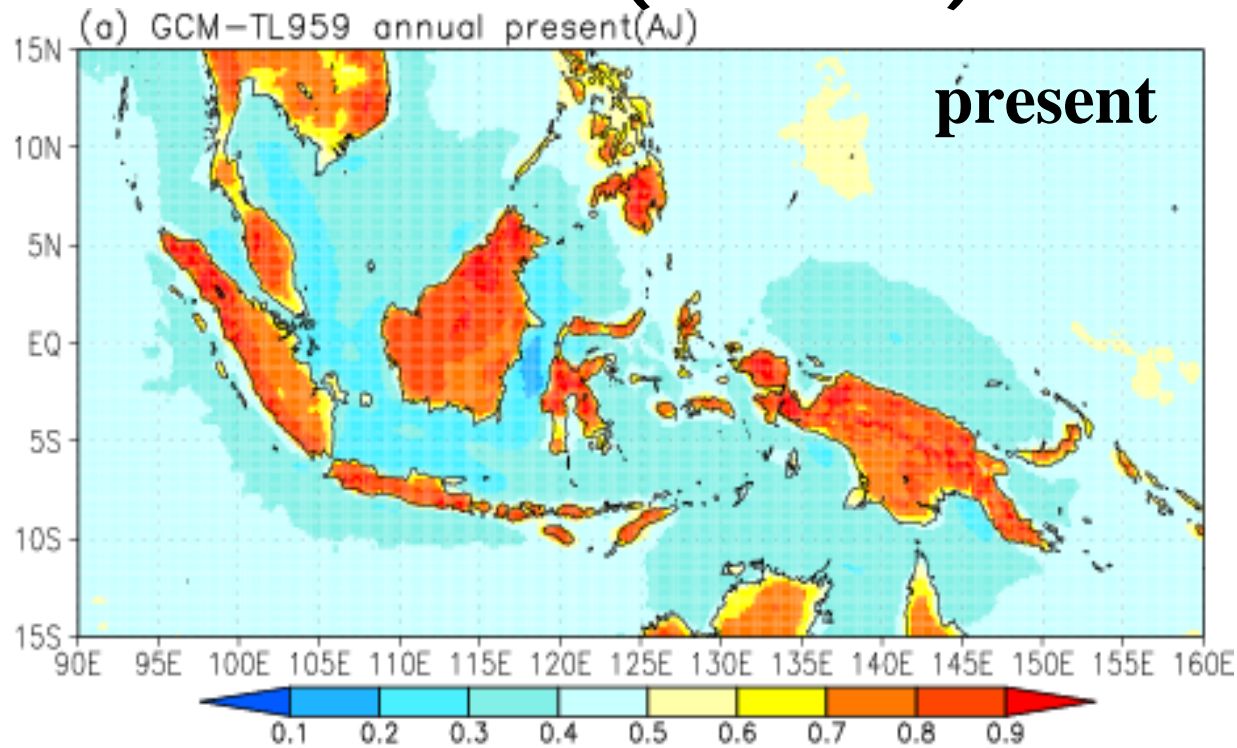 (a) GCM-TL959 annual present(AJ)
present
15N
10N
5N
EQ
5S
10S
15S
90E 95E 100E 105E 110E 115E 120E 125E 130E 135E 140E 145E 150E 155E 160E
0.1 0.2 0.3 0.4 0.5 0.6 0.7 0.8 0.9